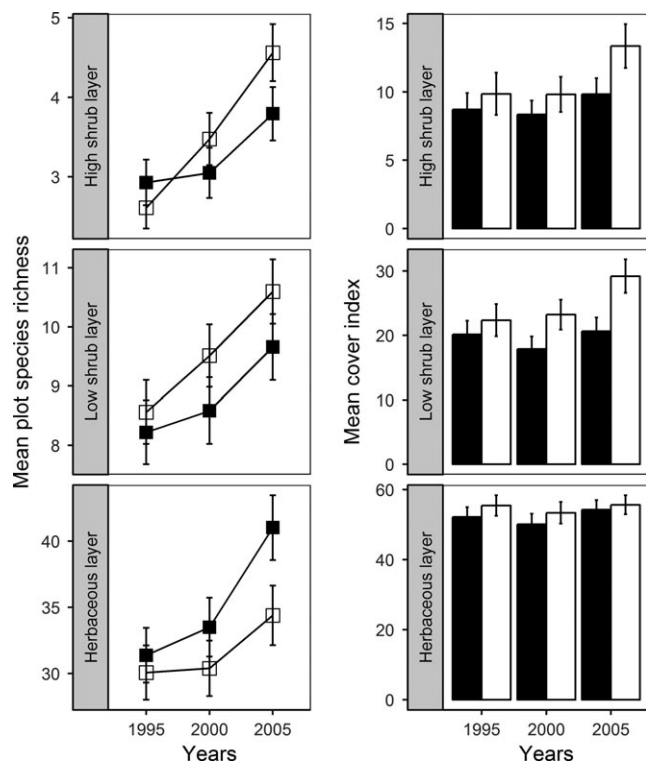 Mean plot species richness
High shrub layer
5
4
3
Low shrub layer
11
10
9
8
Herbaceous layer
40
35
30
1995 2000 2005
Years
Mean cover index
High shrub layer
15
10
5
0
Low shrub layer
30
20
10
0
Herbaceous layer
60
40
20
0
1995 2000 2005
Years